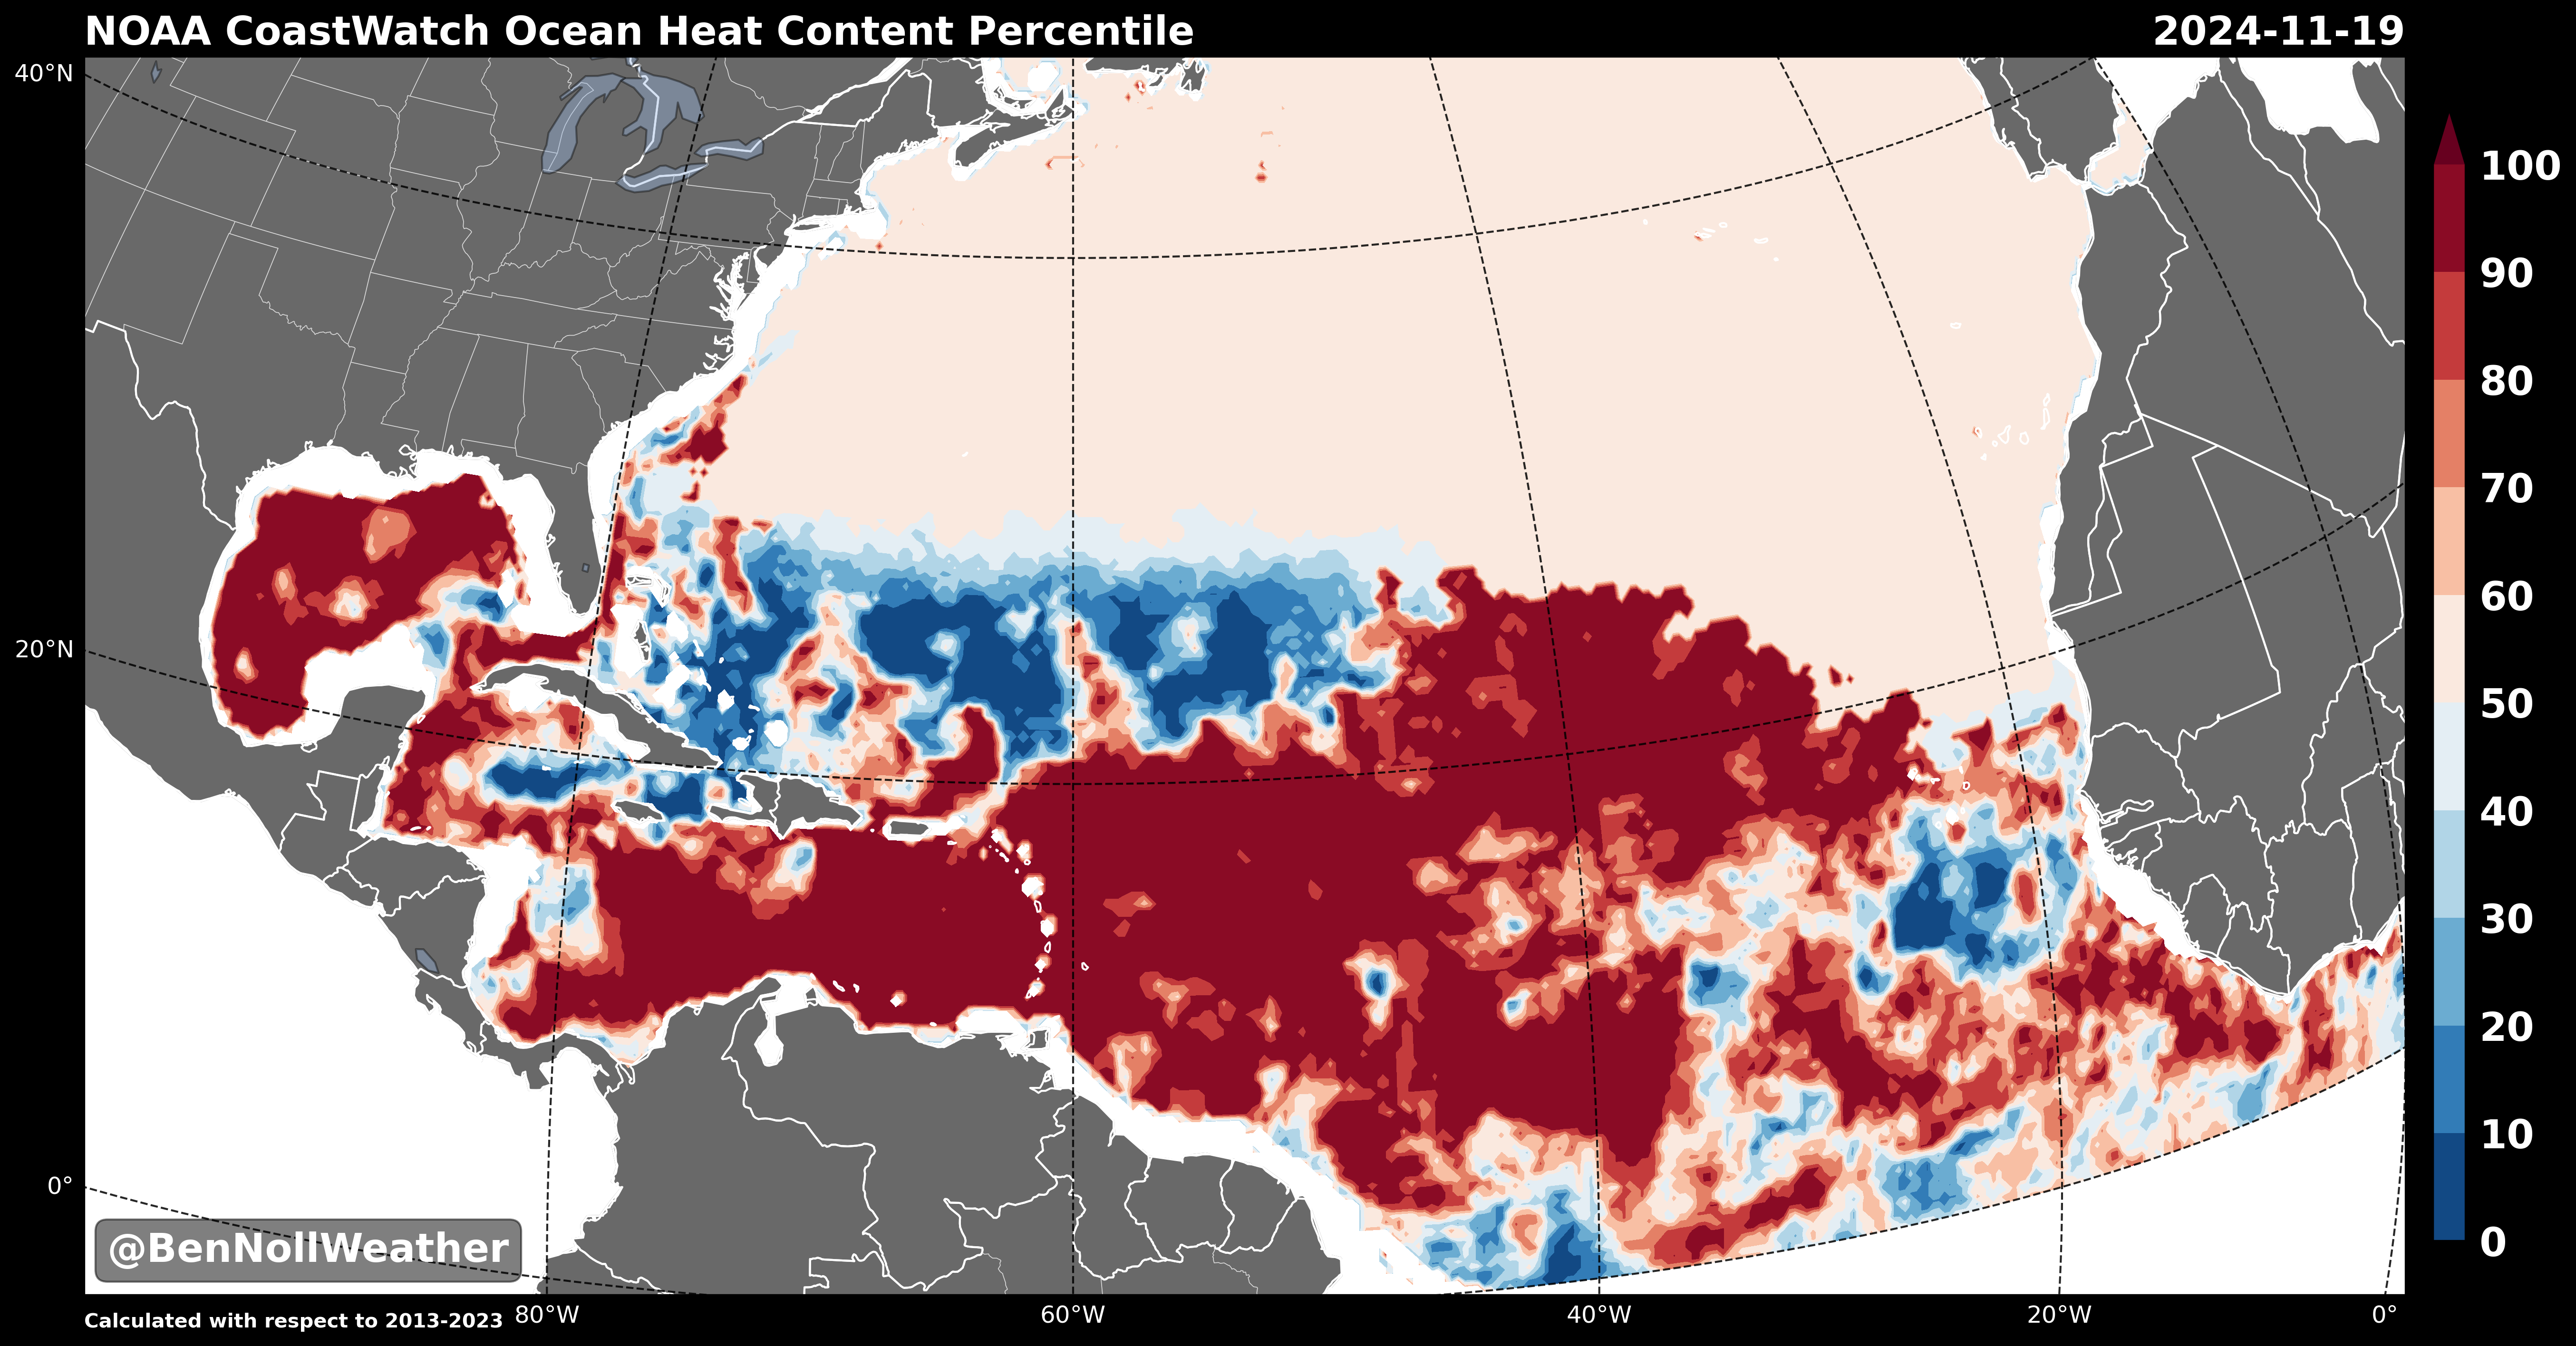 NOAA CoastWatch Ocean Heat Content Percentile
2024-11-19
40°N
20°N
0°
100
90
80
70
60
50
40
30
20
10
0
@BenNollWeather
Calculated with respect to 2013-2023
80°W
60°W
40°W
20°W
0°